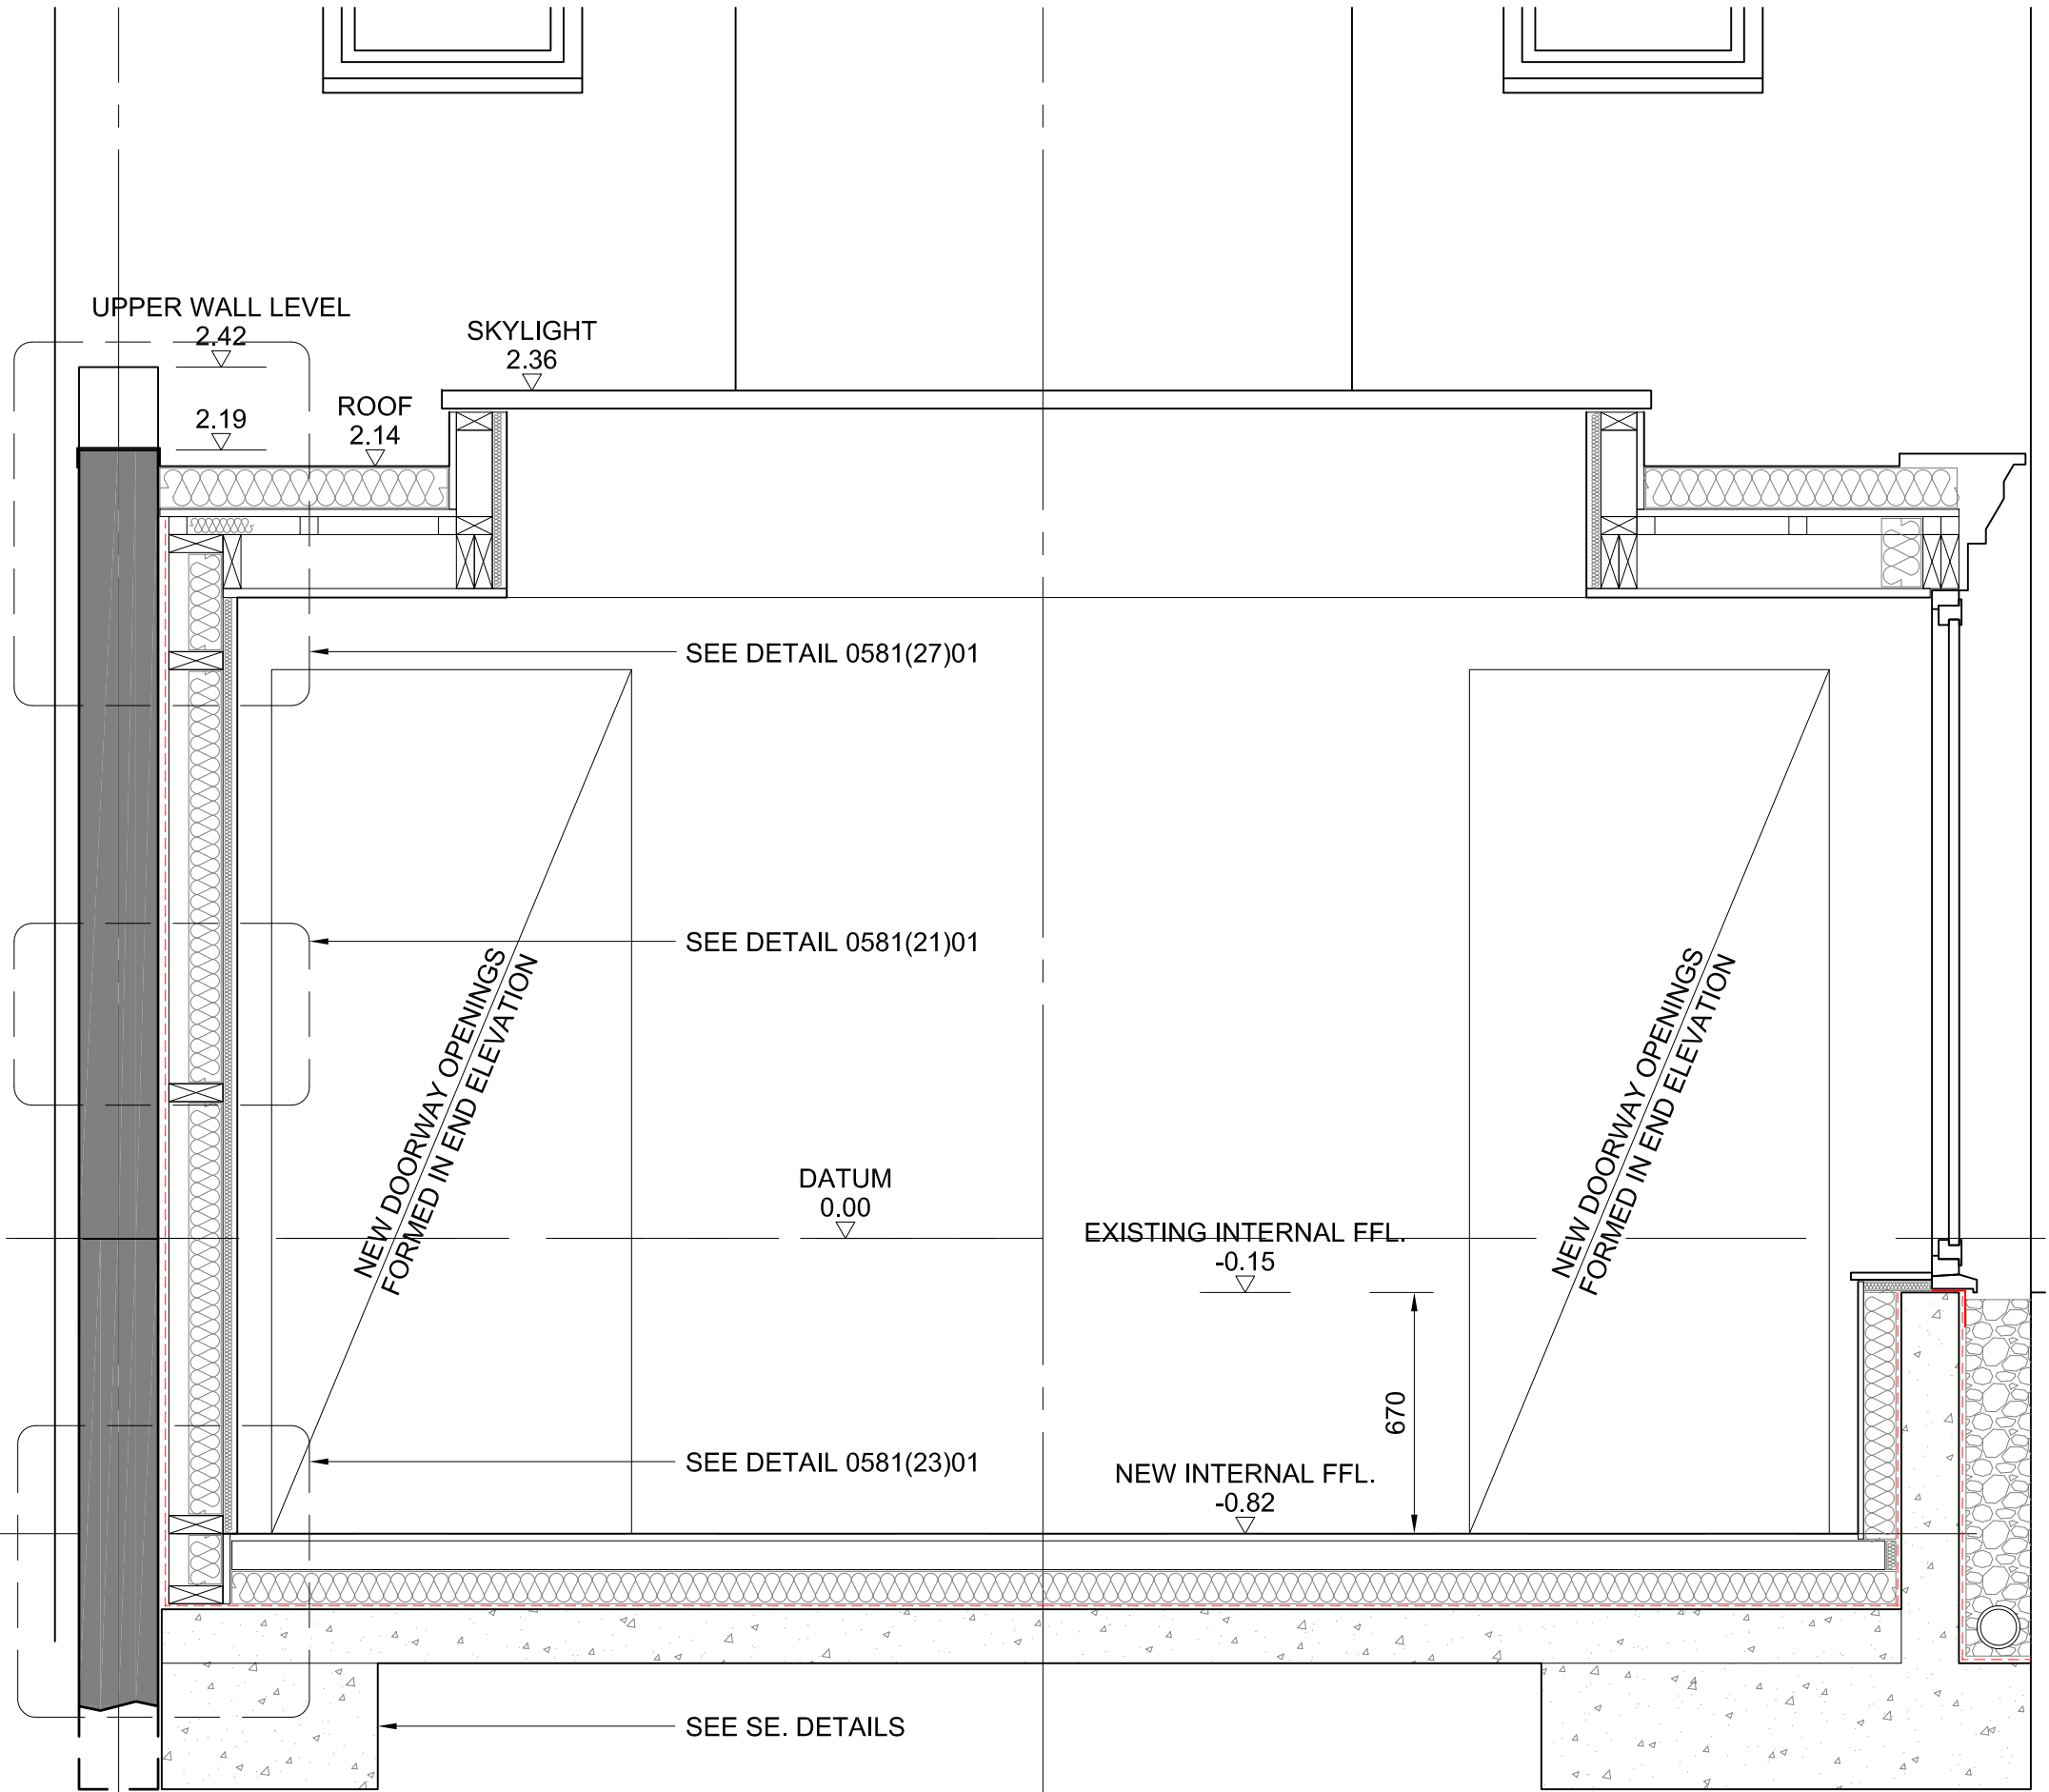 UPPER WALL LEVEL
2.42
SKYLIGHT
2.36
2.19
ROOF
2.14
SEE DETAIL 0581(27)01
SEE DETAIL 0581(21)01
NEW DOORWAY OPENINGS
FORMED IN END ELEVATION
NEW DOORWAY OPENINGS
FORMED IN END ELEVATION
DATUM
0.00
EXISTING INTERNAL FFL.
-0.15
670
SEE DETAIL 0581(23)01
NEW INTERNAL FFL.
-0.82
SEE SE. DETAILS